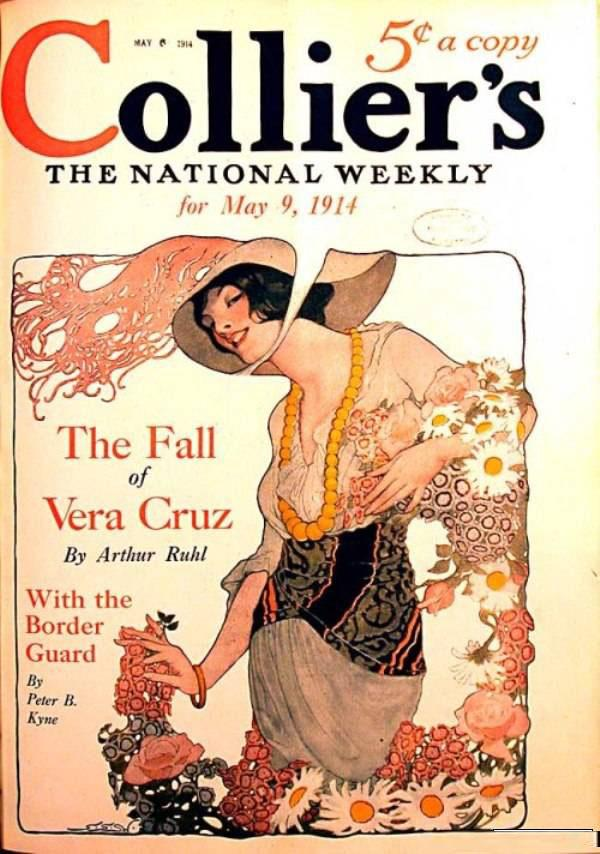 MAY 6 1914
5¢ a copy
Collier's
THE NATIONAL WEEKLY
for May 9, 1914
The Fall
of
Vera Cruz
By Arthur Ruhl
With the
Border
Guard
By
Peter B.
Kyne